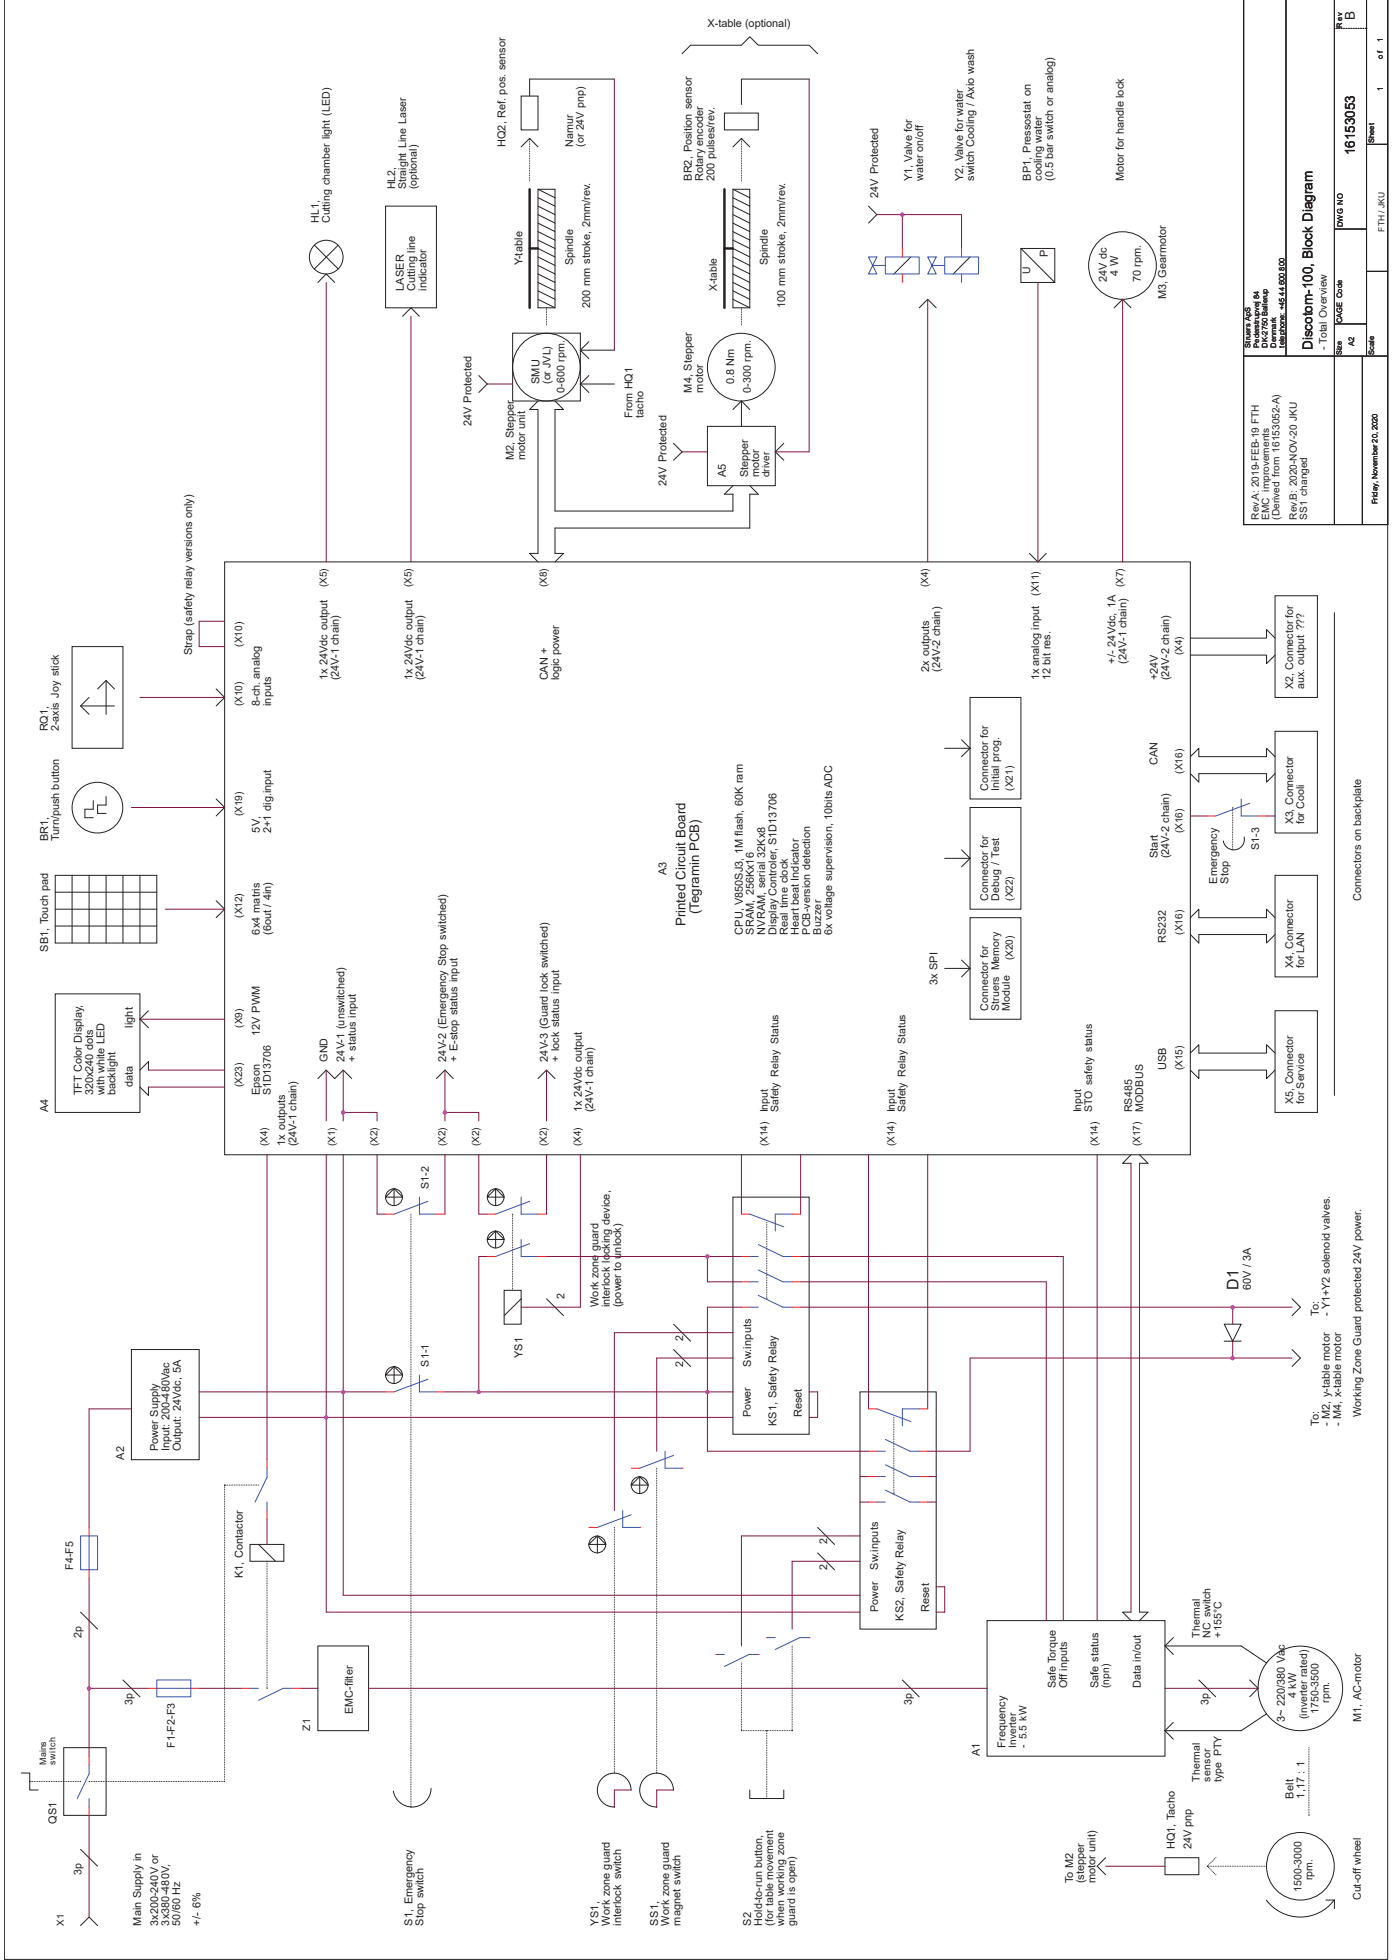 X1
3p
Main Supply in
3x200-240V or
3x380-480V,
50/60 Hz
+/- 6%
QS1
Mains
switch
2p
F4-F5
3p
F1-F2-F3
K1, Contactor
A2
Power Supply
Input: 200-480Vac
Output: 24Vdc, 5A
Z1
EMC-filter
S1, Emergency
Stop switch
S1-1
S1-2
YS1
2
Work zone guard
interlock locking device,
(power to unlock)
YS1,
Work zone guard
interlock switch
SS1,
Work zone guard
magnet switch
S2
Hold-to-run button,
(for table movement
when working zone
guard is open)
2
2
Power
Sw.inputs
KS1, Safety Relay
Reset
2
2
Power
Sw.inputs
KS2, Safety Relay
Reset
3p
A1
Frequency
Inverter
- 5.5 kW
Safe Torque
Off inputs
Safe status
(npn)
Data in/out
Thermal
sensor
type PTY
3p
Thermal
NC switch
+155°C
3~ 220/380 Vac
4 kW
(inverter rated)
1750-3500
rpm.
M1, AC-motor
Belt
1,17 : 1
To M2
(stepper
motor unit)
HQ1, Tacho
24V pnp
1500-3000
rpm.
Cut-off wheel
D1
60V / 3A
To:
- M2, y-table motor
- M4, x-table motor
To:
- Y1+Y2 solenoid valves.
Working Zone Guard protected 24V power.
A4
TFT Color Display,
320x240 dots
with white LED
backlight
data
light
SB1, Touch pad
BR1,
Turn/push button
RQ1,
2-axis Joy stick
Strap (safety relay versions only)
(X23)
Epson
S1D13706
(X9)
12V PWM
(X12)
6x4 matris
(6out / 4in)
(X19)
5V,
2+1 dig.input
(X10)
8-ch. analog
inputs
(X10)
(X4)
1x outputs
(24V-1 chain)
(X1)
GND
24V-1 (unswitched)
+ status input
(X2)
(X2)
24V-2 (Emergency Stop switched)
+ E-stop status input
(X2)
(X2)
24V-3 (Guard lock switched)
+ lock status input
(X4)
1x 24Vdc output
(24V-1 chain)
(X14)
Input
Safety Relay Status
(X14)
Input
Safety Relay Status
(X14)
Input
STO safety status
(X17)
RS485
MODBUS
A3
Printed Circuit Board
(Tegramin PCB)
CPU, V850SJ3, 1M flash, 60K ram
SRAM, 256Kx16
NVRAM, serial 32Kx8
Display Controler, S1D13706
Real time clock
Heart beat Indicator
PCB-version detection
Buzzer
6x voltage supervision, 10bits ADC
3x SPI
Connector for
Struers Memory
Module (X20)
Connector for
Debug / Test
(X22)
Connector for
Initial prog.
(X21)
1x 24Vdc output
(24V-1 chain)
(X5)
1x 24Vdc output
(24V-1 chain)
(X5)
CAN +
logic power
(X8)
2x outputs
(24V-2 chain)
(X4)
1x analog input
12 bit res.
(X11)
+/- 24Vdc, 1A
(24V-1 chain)
(X7)
USB
(X15)
RS232
(X16)
Start
(24V-2 chain)
(X16)
CAN
(X16)
+24V
(24V-2 chain)
(X4)
Emergency
Stop
S1-3
X5, Connector
for Service
X4, Connector
for LAN
X3, Connector
for Cooli
X2, Connector for
aux. output ???
Connectors on backplate
HL1,
Cutting chamber light (LED)
LASER
Cutting line
indicator
HL2,
Straight Line Laser
(optional)
24V Protected
M2, Stepper
motor unit
SMU
(or JVL)
0-600 rpm.
From HQ1
tacho
Y-table
Spindle
200 mm stroke, 2mm/rev.
HQ2, Ref. pos. sensor
Namur
(or 24V pnp)
X-table (optional)
24V Protected
A5
Stepper
motor
driver
M4, Stepper
motor
0.8 Nm
0-300 rpm.
X-table
Spindle
100 mm stroke, 2mm/rev.
BR2, Position sensor
Rotary encoder
200 pulses/rev.
24V Protected
Y1, Valve for
water on/off
Y2, Valve for water
switch Cooling / Axio wash
U
P
BP1, Pressostat on
cooling water
(0.5 bar switch or analog)
24V dc
4 W
70 rpm.
M3, Gearmotor
Motor for handle lock
Rev.A: 2019-FEB-19 FTH
EMC improvements
(Derived from 16153052-A)
Rev.B: 2020-NOV-20 JKU
SS1 changed
Friday, November 20, 2020
Struers ApS
Pederstrupvej 84
DK-2750 Ballerup
Denmark
telephone: +45 44 600 800
Discotom-100, Block Diagram
- Total Overview
Size
A2
CAGE Code
DWG NO
16153053
Rev
B
Scale
FTH / JKU
Sheet
1 of 1